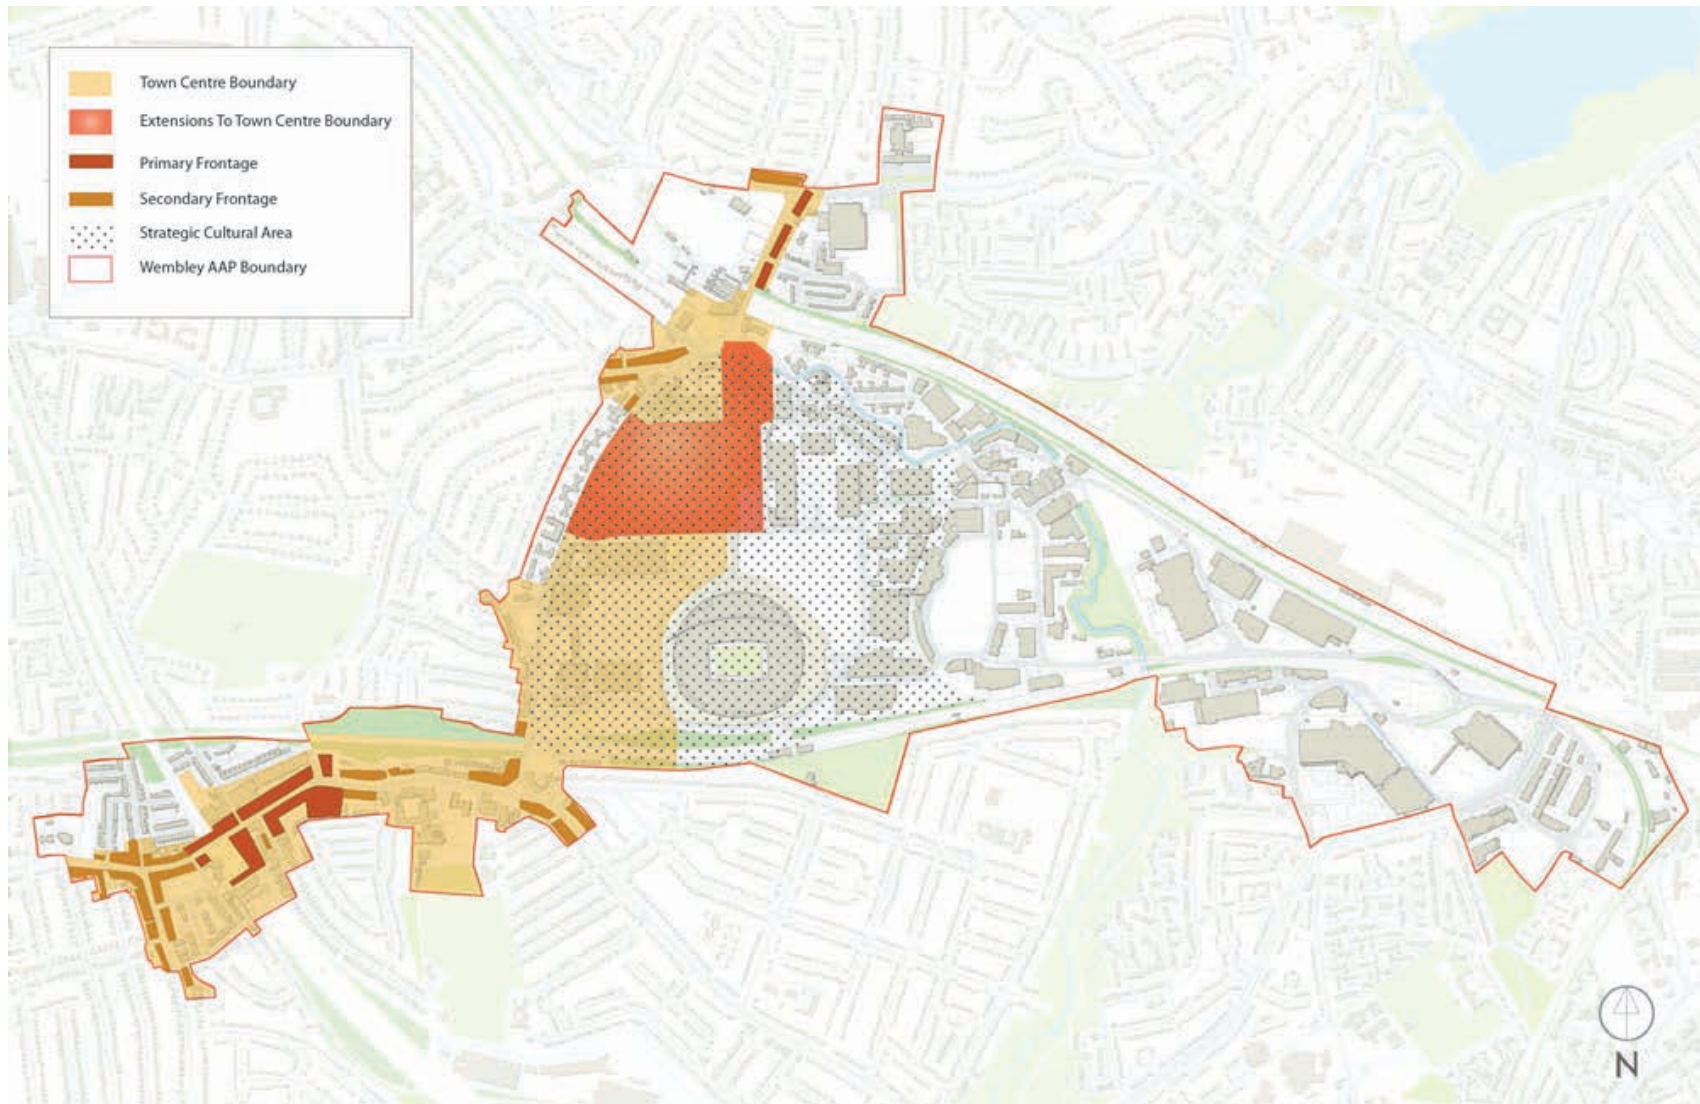 Town Centre Boundary
Extensions To Town Centre Boundary
Primary Frontage
Secondary Frontage
Strategic Cultural Area
Wembley AAP Boundary
N